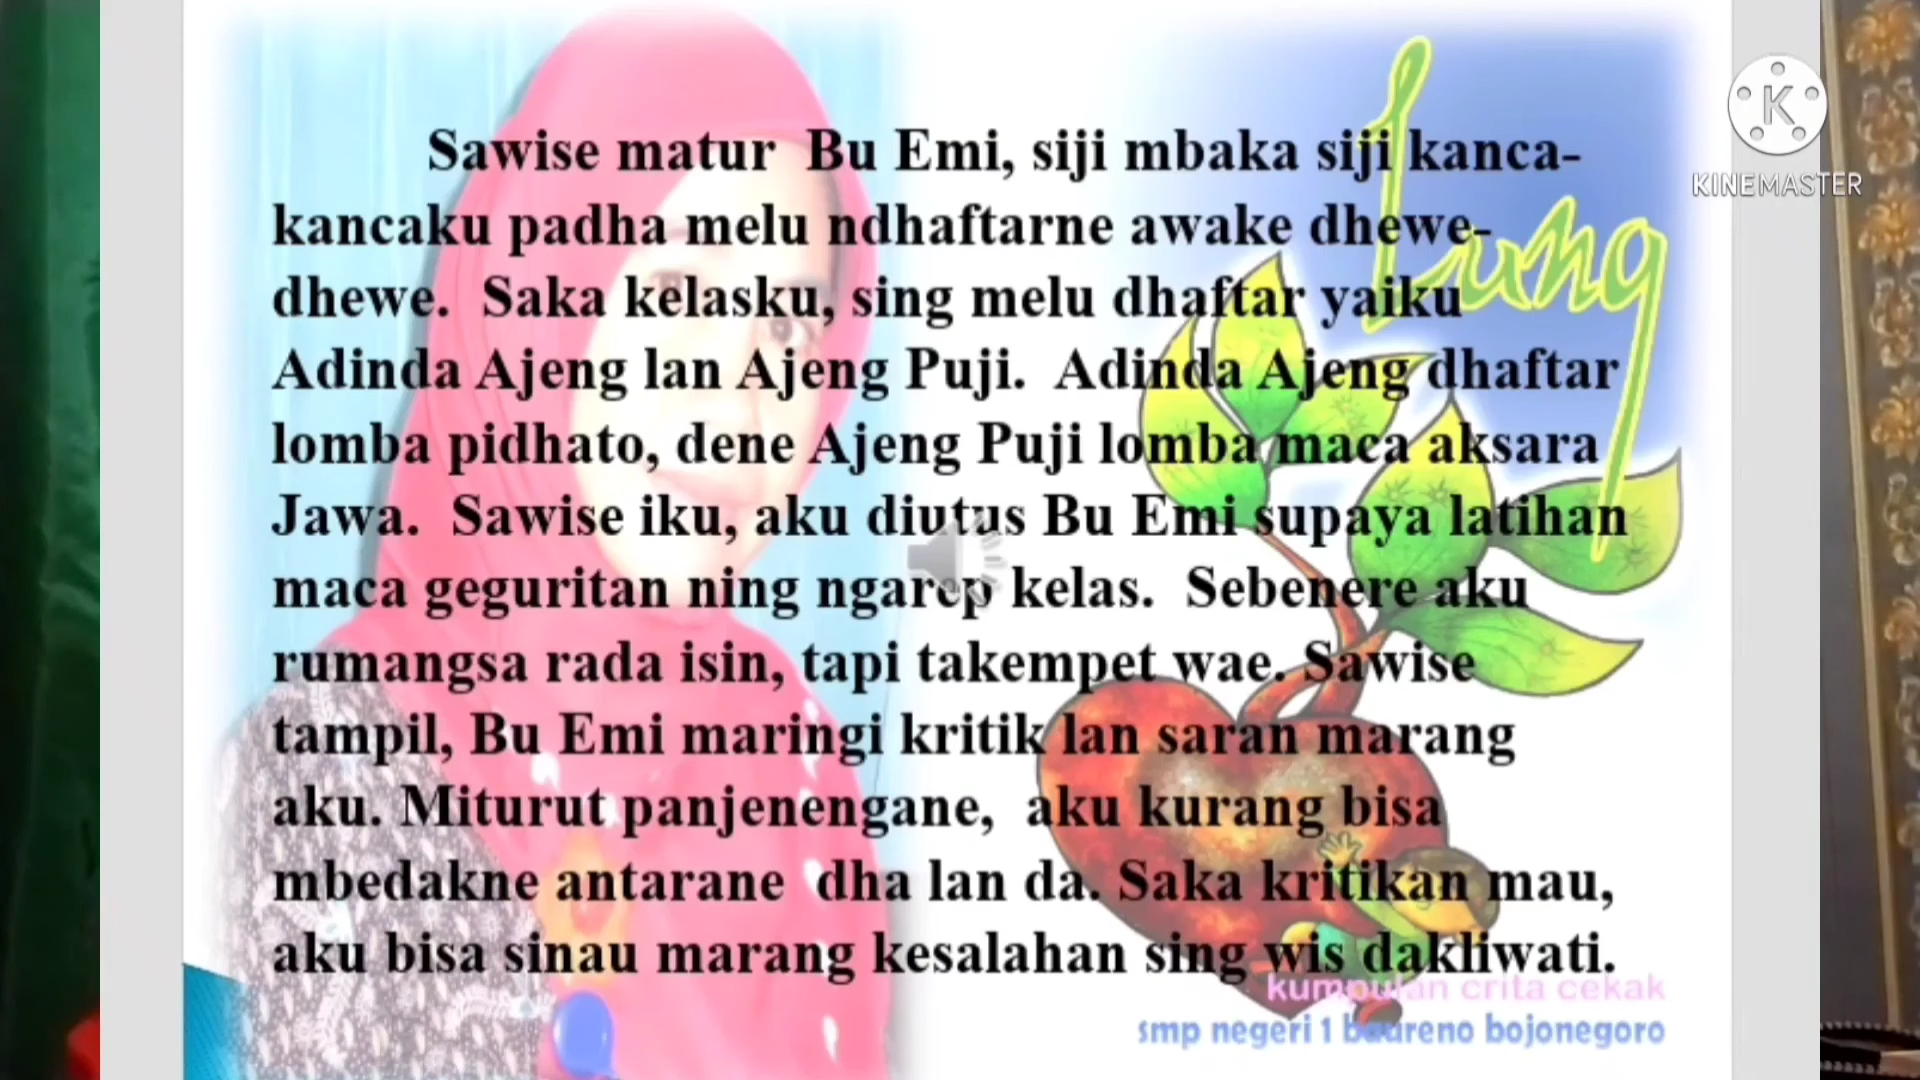 Sawise matur Bu Emi, siji mbaka siji kanca-
kancaku padha melu ndhaftarne awake dhewe-
dhewe. Saka kelasku, sing melu dhaftar yaiku
Adinda Ajeng lan Ajeng Puji. Adinda Ajeng dhaftar
lomba pidhato, dene Ajeng Puji lomba maca aksara
Jawa. Sawise iku, aku diutus Bu Emi supaya latihan
maca geguritan ning ngarep kelas. Sebenere aku
rumangsa rada isin, tapi takempet wae. Sawise
tampil, Bu Emi maringi kritik lan saran marang
aku. Miturut panjenengane, aku kurang bisa
mbedakne antarane dha lan da. Saka kritikan mau,
aku bisa sinau marang kesalahan sing wis dakliwati.
Lung
kumpulan crita cekak
smp negeri 1 baureno bojonegoro
K
KINEMASTER